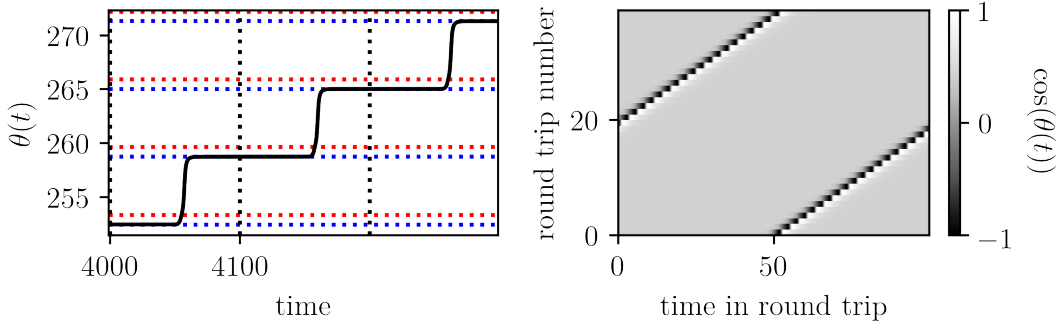 270
265
260
255
θ(t)
4000 4100
time
20
0
round trip number
0 50
time in round trip
1
0
−1
cos(θ(t))